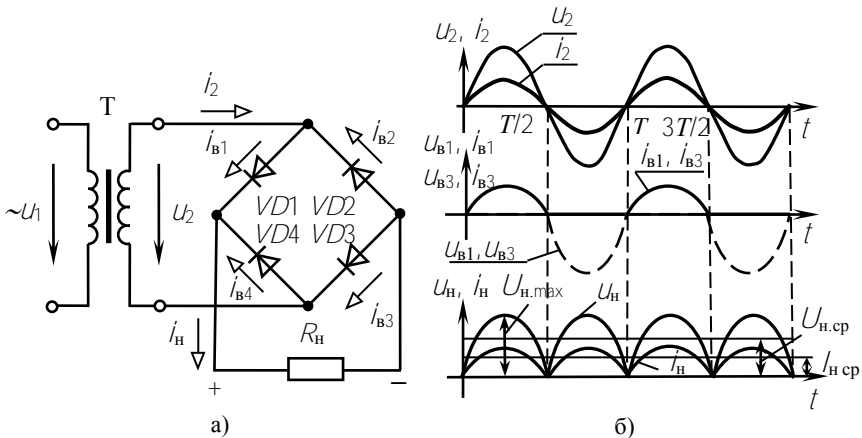 T
i2
iв1
iв2
~u1
u2
VD1 VD2
VD4 VD3
iв4
iв3
iн
Rн
+
–
а)
u2, i2
u2
i2
T/2
T
3T/2
t
uв1, iв1
uв3, iв3
iв1, iв3
t
uв1, uв3
uн, iн
Uн.max
uн
Uн.ср
iн
Iн ср
t
б)